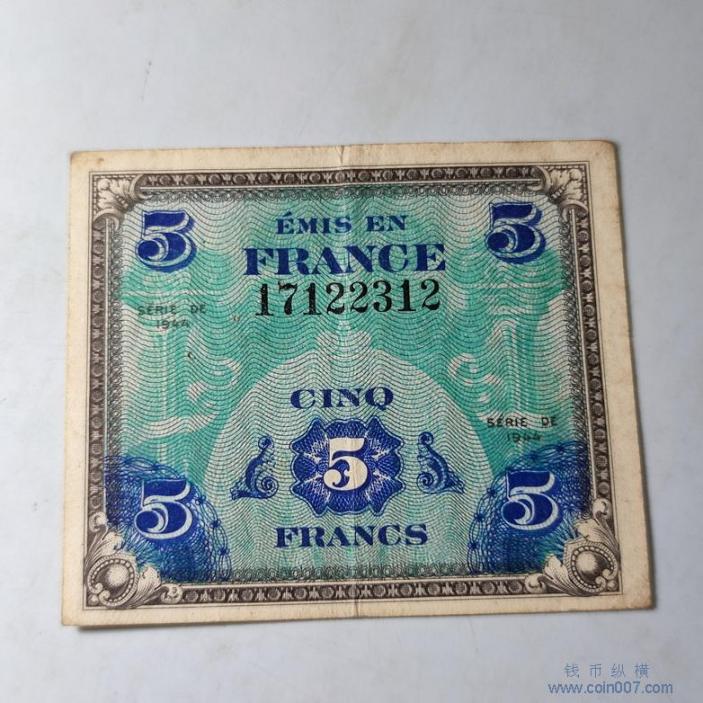 5
5
ÉMIS EN
FRANCE
17122312
SÉRIE DE
1944
CINQ
SÉRIE DE
1944
5
5
5
FRANCS
钱币纵横
www.coin007.com